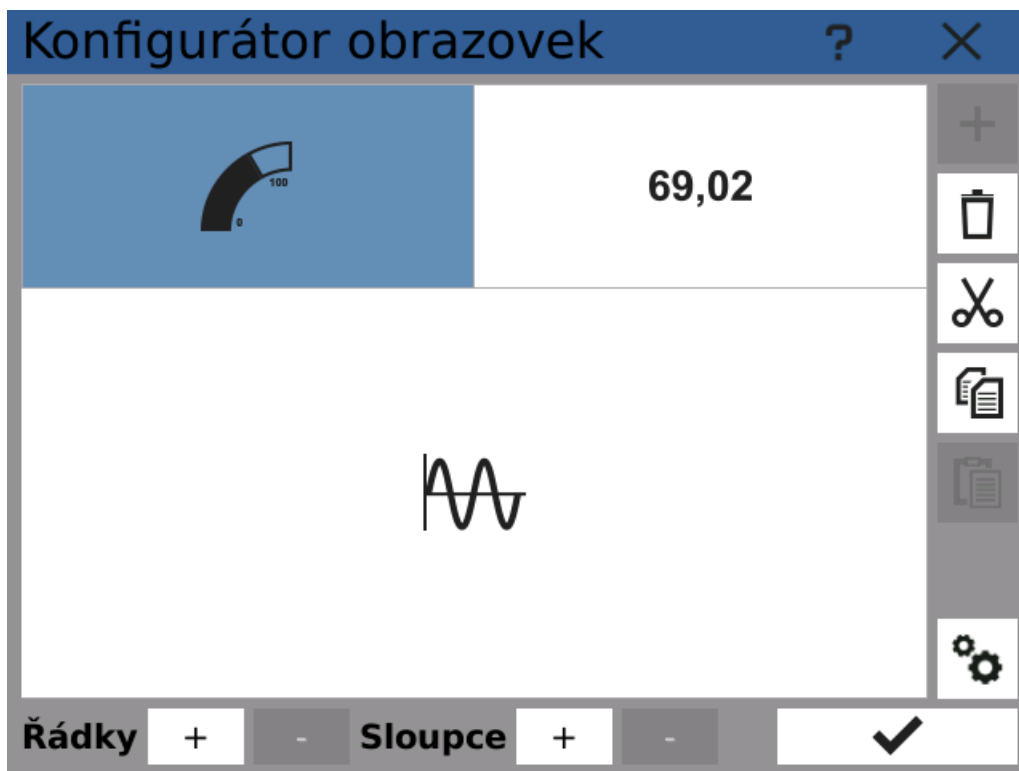 Konfigurátor obrazovek ?
100
0
69,02
Řádky + - Sloupce + -